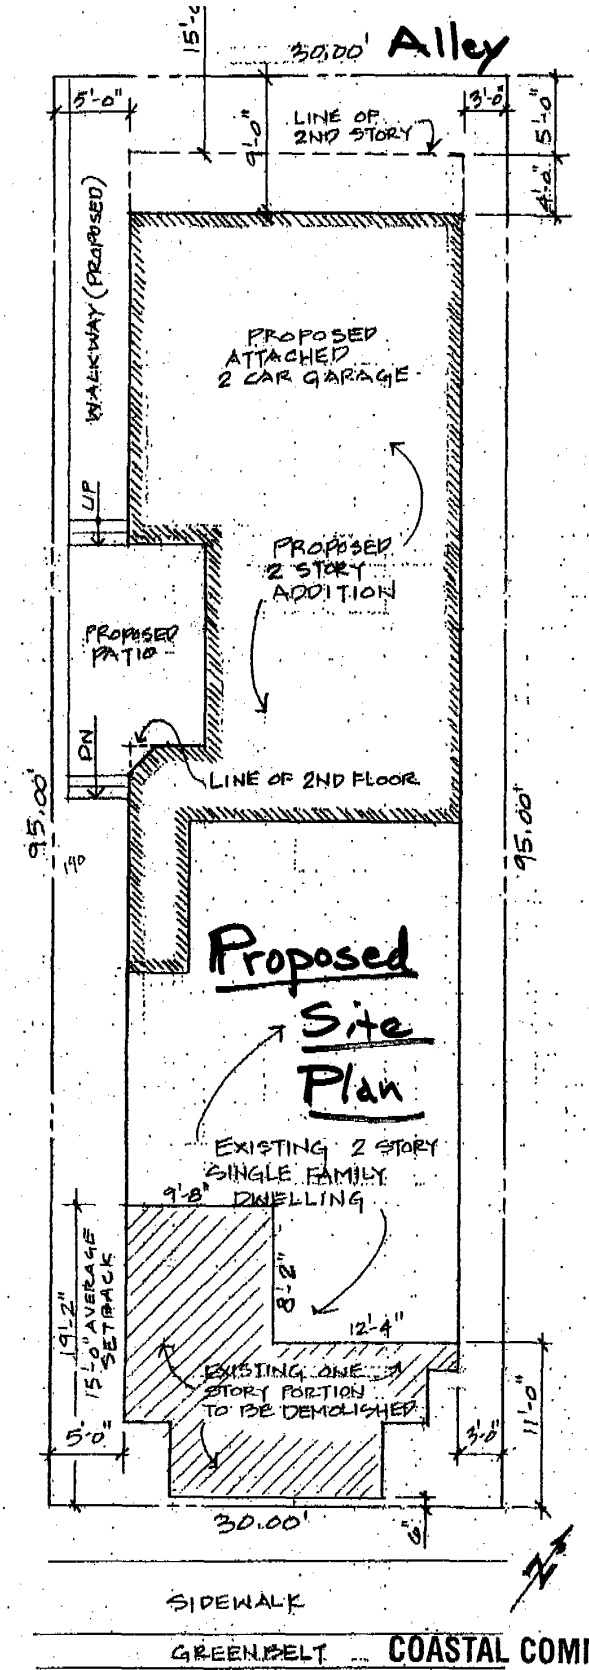 15'-0
30.00' Alley
5'-0"
3'-0"
9'-0"
5'-0"
4'-0"
LINE OF
2ND STORY
WALKWAY (PROPOSED)
PROPOSED
ATTACHED
2 CAR GARAGE
UP
PROPOSED
2 STORY
ADDITION
PROPOSED
PATIO
DN
LINE OF 2ND FLOOR
95.00'
95.00'
Proposed
Site
Plan
EXISTING 2 STORY
SINGLE FAMILY
DWELLING
9'-8"
8'-2"
12'-4"
19'-2"
15'-0" AVERAGE
SETBACK
EXISTING ONE
STORY PORTION
TO BE DEMOLISHED
11'-0"
5'-0"
3'-0"
30.00'
6"
N
SIDEWALK
GREENBELT
COASTAL COMM